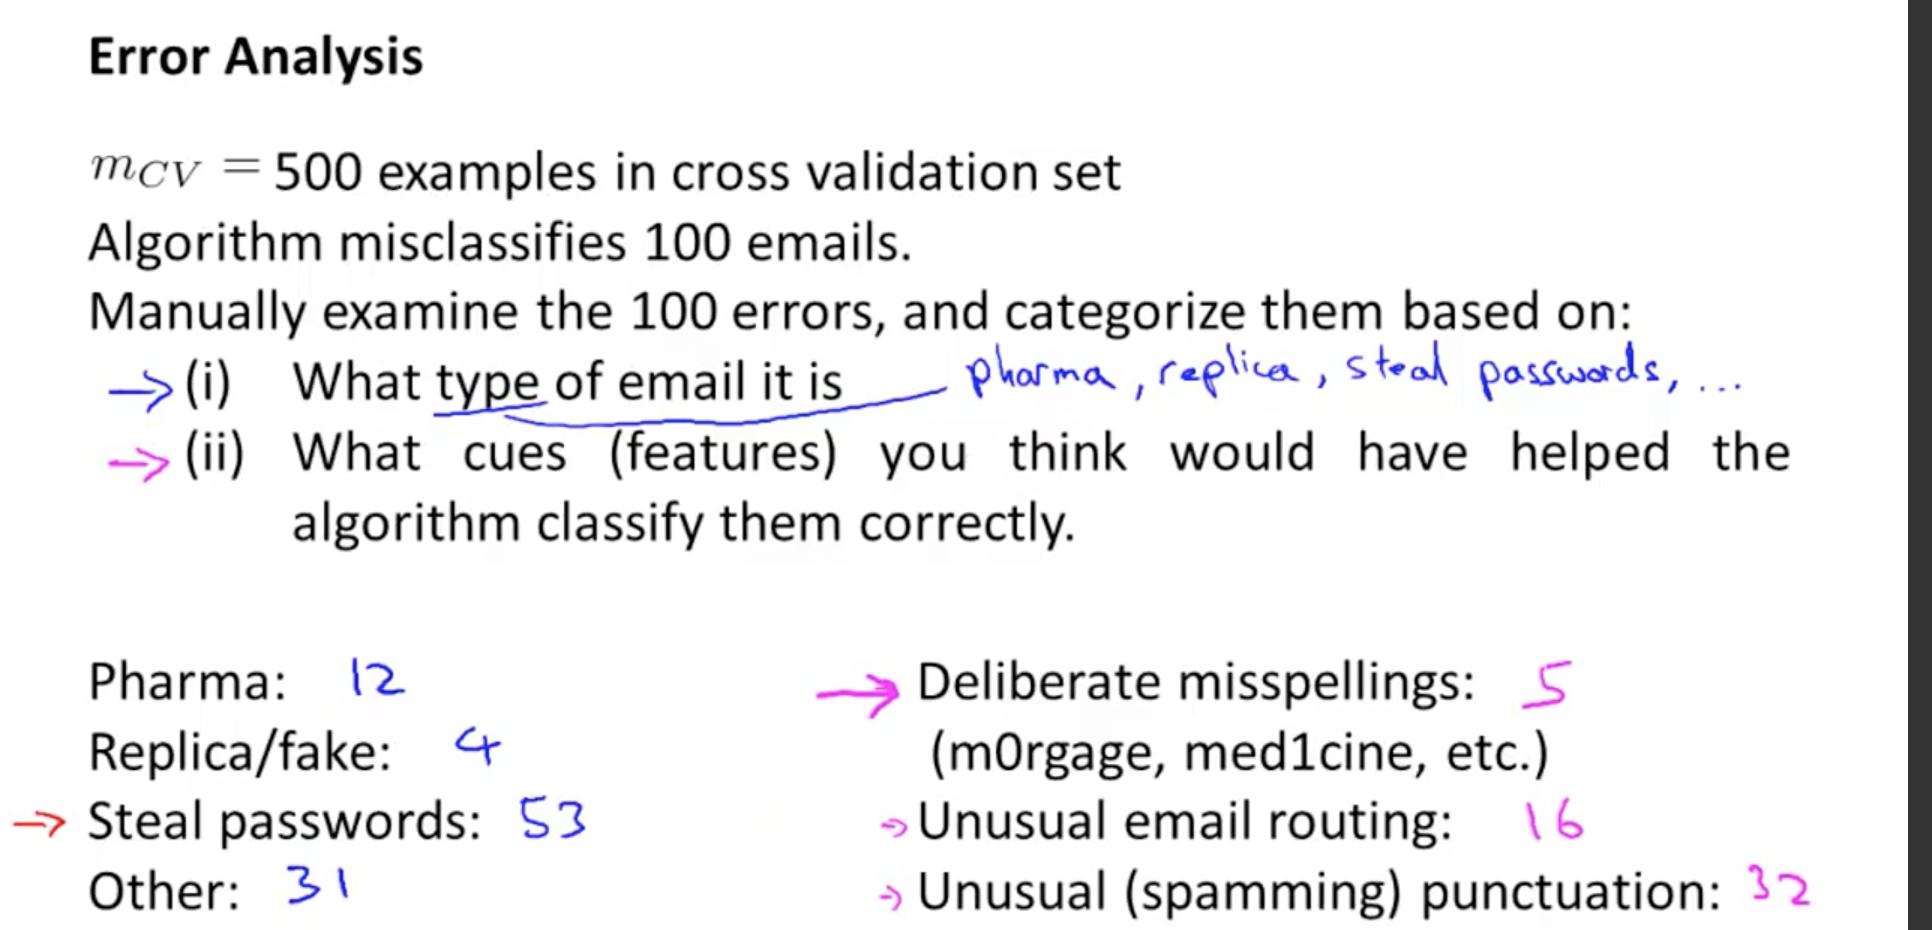 Error Analysis
m_CV = 500 examples in cross validation set
Algorithm misclassifies 100 emails.
Manually examine the 100 errors, and categorize them based on:
→ (i) What type of email it is pharma, replica, steal passwords, ...
→ (ii) What cues (features) you think would have helped the
algorithm classify them correctly.
Pharma: 12
Replica/fake: 4
→ Steal passwords: 53
Other: 31
→ Deliberate misspellings: 5
(m0rgage, med1cine, etc.)
→ Unusual email routing: 16
→ Unusual (spamming) punctuation: 32